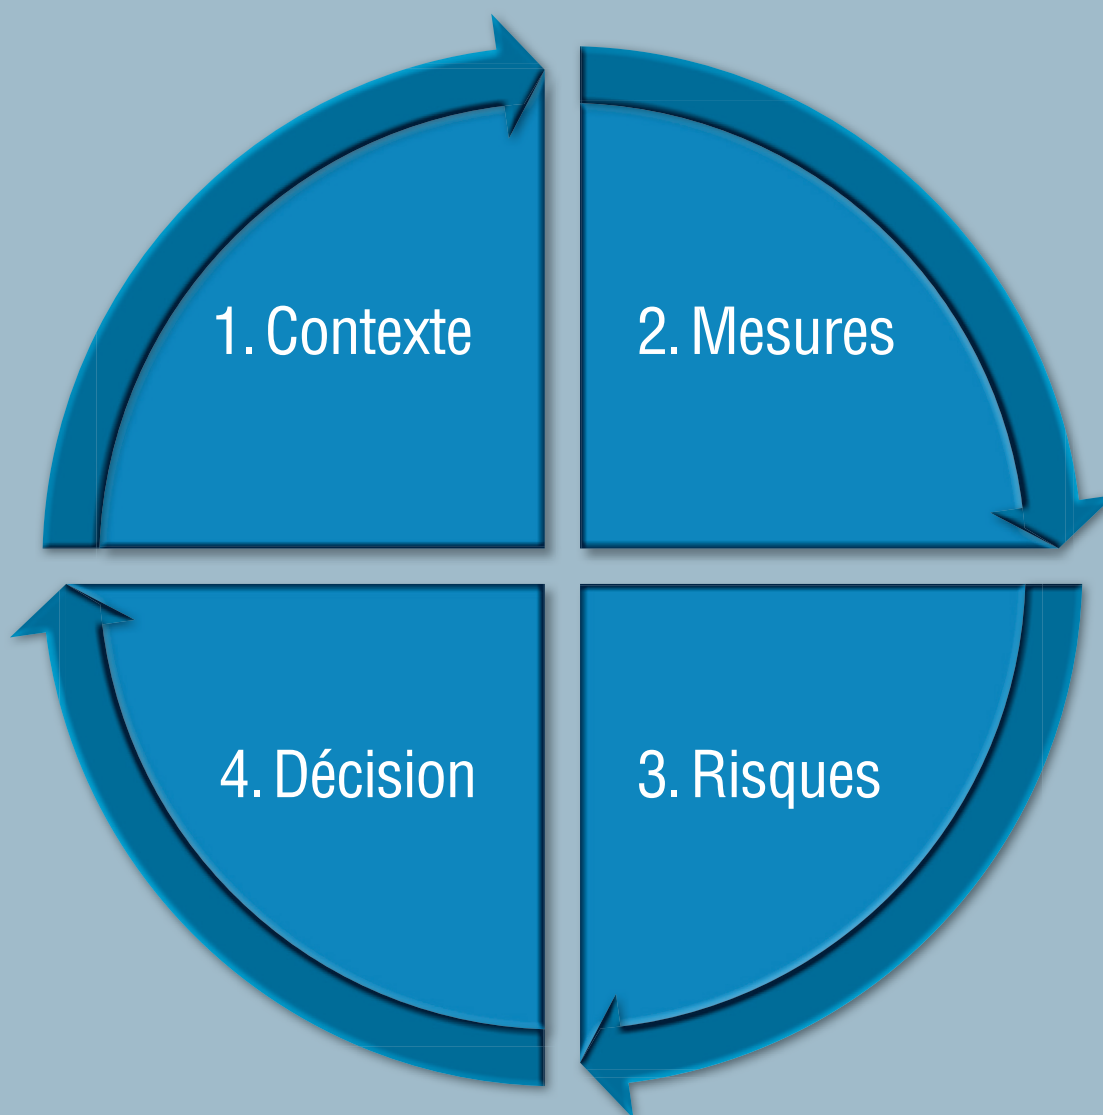 1. Contexte
2. Mesures
3. Risques
4. Décision